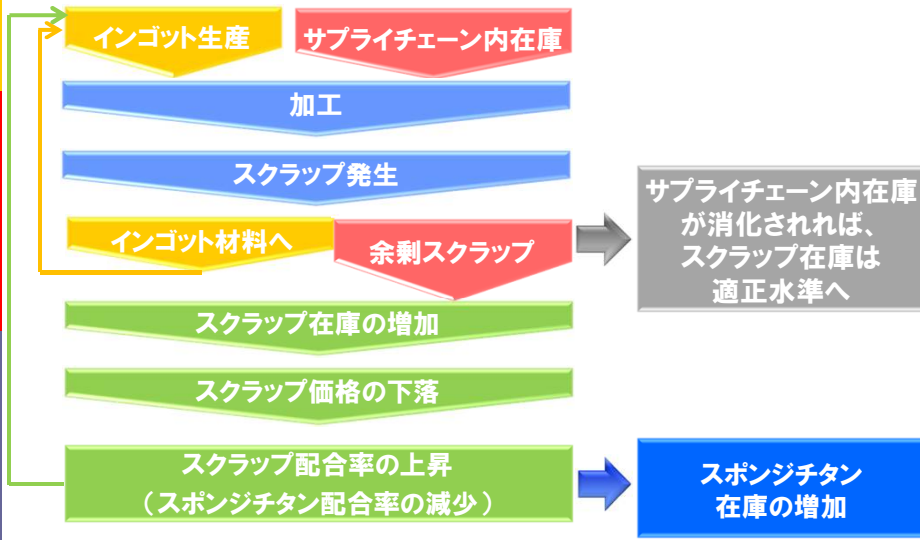 インゴット生産
サプライチェーン内在庫
加工
スクラップ発生
インゴット材料へ
余剰スクラップ
サプライチェーン内在庫
が消化されれば、
スクラップ在庫は
適正水準へ
スクラップ在庫の増加
スクラップ価格の下落
スクラップ配合率の上昇
（スポンジチタン配合率の減少）
スポンジチタン
在庫の増加